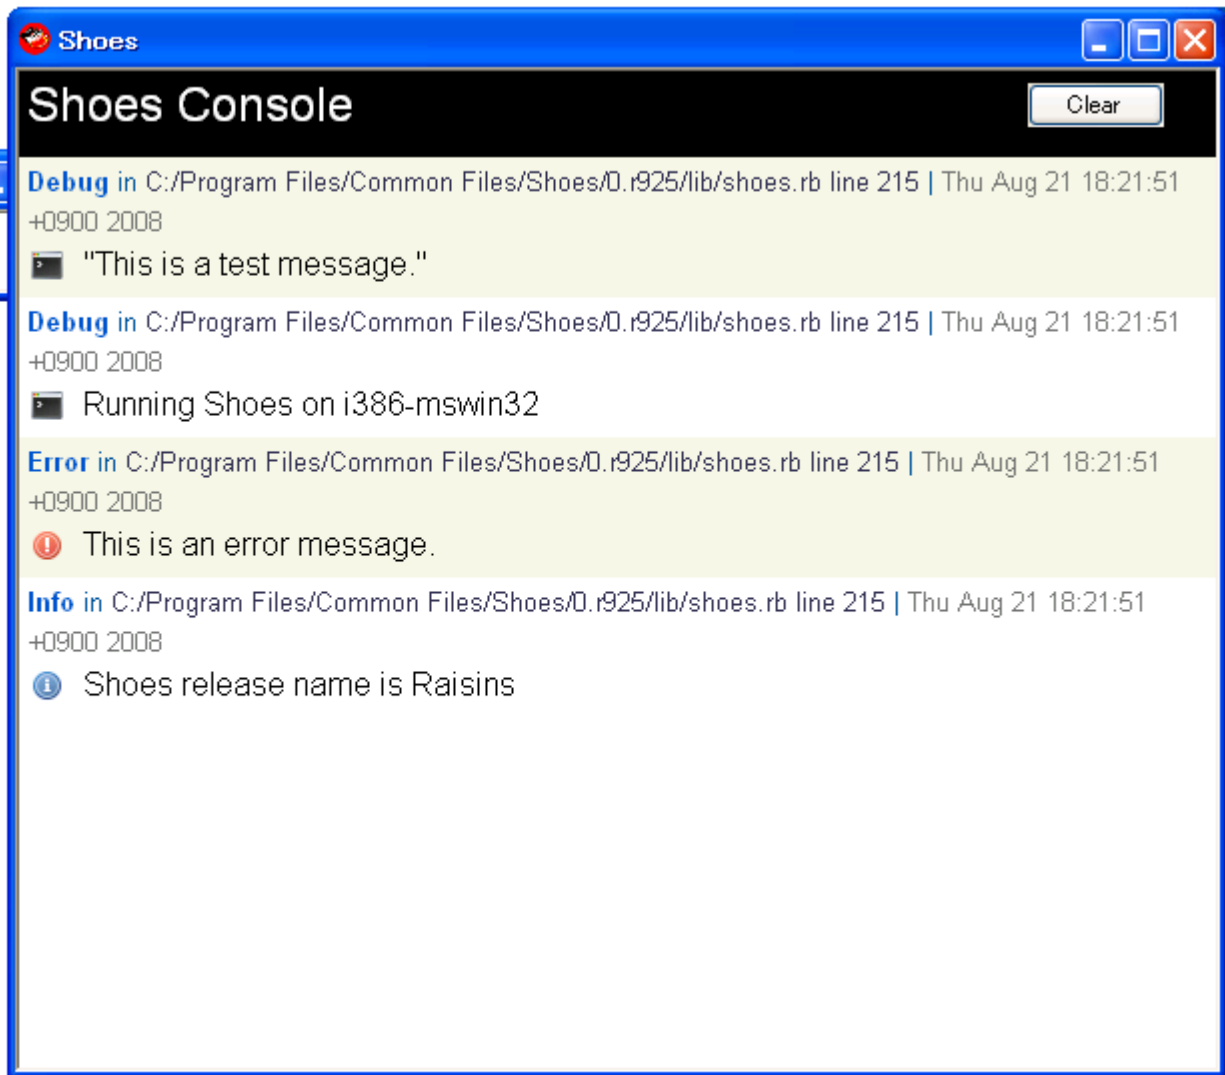 Shoes
Shoes Console
Clear
Debug in C:/Program Files/Common Files/Shoes/0.r925/lib/shoes.rb line 215 | Thu Aug 21 18:21:51
+0900 2008
"This is a test message."
Debug in C:/Program Files/Common Files/Shoes/0.r925/lib/shoes.rb line 215 | Thu Aug 21 18:21:51
+0900 2008
Running Shoes on i386-mswin32
Error in C:/Program Files/Common Files/Shoes/0.r925/lib/shoes.rb line 215 | Thu Aug 21 18:21:51
+0900 2008
This is an error message.
Info in C:/Program Files/Common Files/Shoes/0.r925/lib/shoes.rb line 215 | Thu Aug 21 18:21:51
+0900 2008
Shoes release name is Raisins